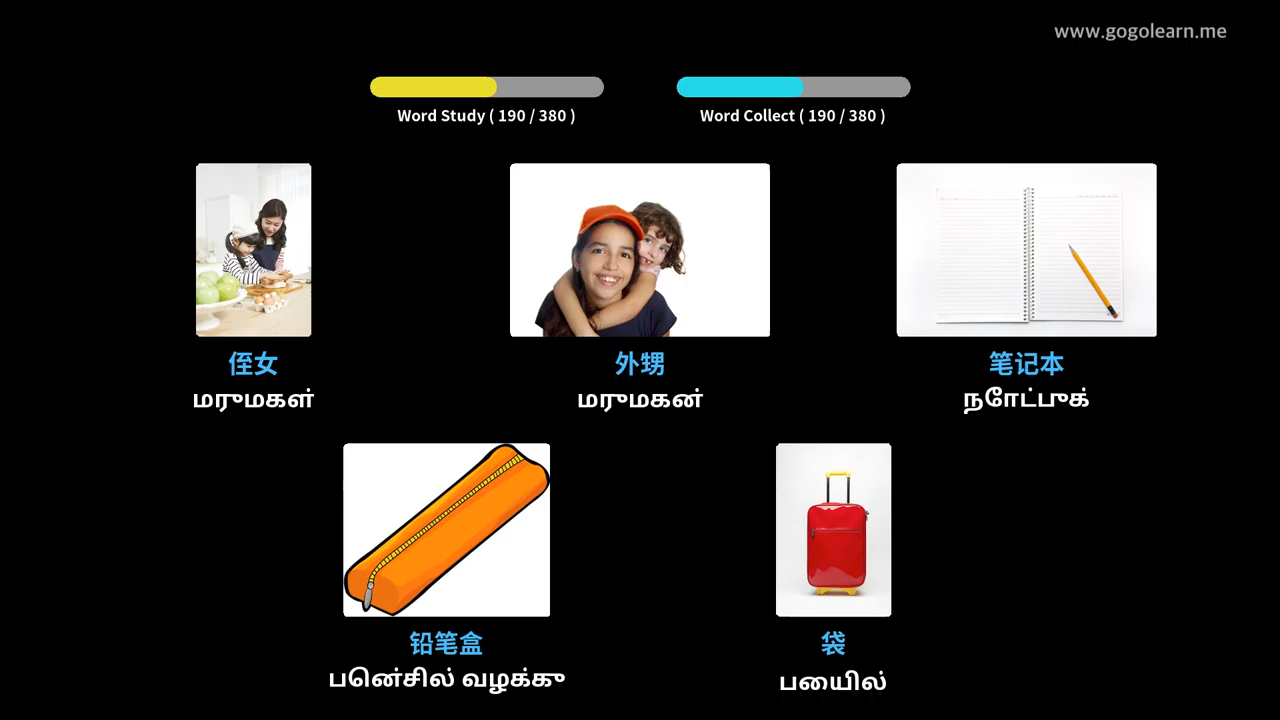 www.gogolearn.me
Word Study ( 190 / 380 )
Word Collect ( 190 / 380 )
侄女
மருமகள்
外甥
மருமகன்
笔记本
நோட்புக்
铅笔盒
பென்சில் வழக்கு
袋
பையில்